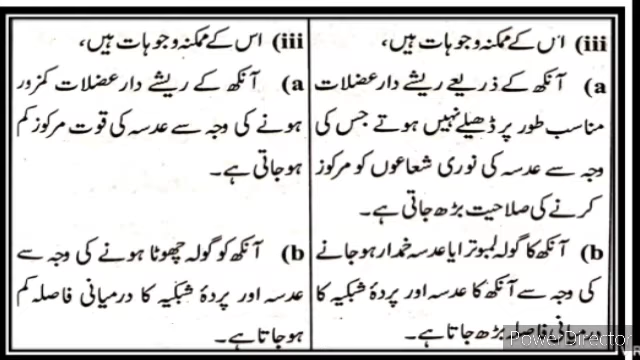 iii) اس کے ممکنہ وجوہات ہیں،
a) آنکھ کے ذریعے ریشے دار عضلات
مناسب طور پر ڈھیلے نہیں ہوتے جس کی
وجہ سے عدسہ کی نوری شعاعوں کو مرکوز
کرنے کی صلاحیت بڑھ جاتی ہے۔
b) آنکھ کا گولہ لمبوترا یا عدسہ خمدار ہو جانے
کی وجہ سے آنکھ کا عدسہ اور پردۂ شبکیہ کا
درمیانی فاصلہ بڑھ جاتا ہے۔
iii) اس کے ممکنہ وجوہات ہیں،
a) آنکھ کے ریشے دار عضلات کمزور
ہونے کی وجہ سے عدسہ کی قوت مرکوز کم
ہو جاتی ہے۔
b) آنکھ کو گولہ چھوٹا ہونے کی وجہ سے
عدسہ اور پردۂ شبکیہ کا درمیانی فاصلہ کم
ہو جاتا ہے۔
PowerDirecto